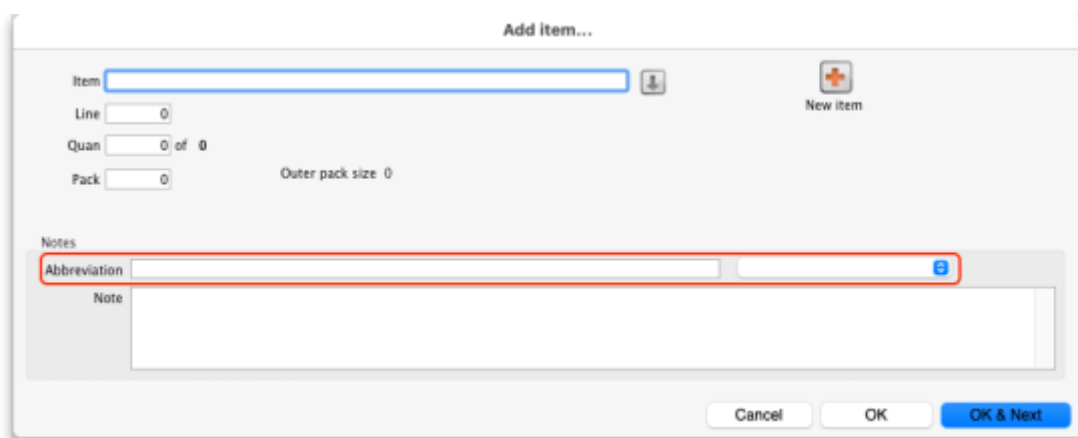 Add item...
Item
New item
Line 0
Quan 0 of 0
Pack 0 Outer pack size 0
Notes
Abbreviation
Note
Cancel OK OK & Next